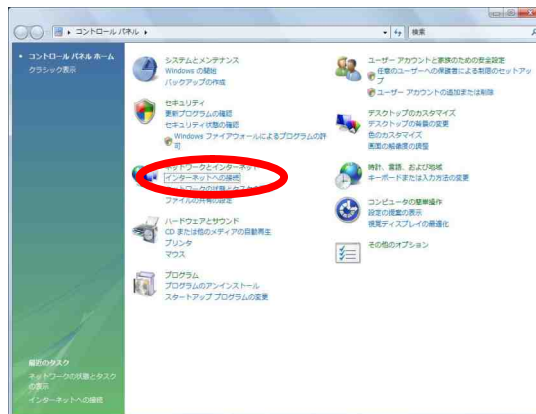 コントロール パネル
検索
コントロール パネル ホーム
クラシック表示
システムとメンテナンス
Windows の開始
バックアップの作成
セキュリティ
更新プログラムの確認
セキュリティ状態の確認
Windows ファイアウォールによるプログラムの許
可
ネットワークとインターネット
インターネットへの接続
ネットワークの状態とタスクの
ファイルの共有の設定
ハードウェアとサウンド
CD または他のメディアの自動再生
プリンタ
マウス
プログラム
プログラムのアンインストール
スタートアップ プログラムの変更
ユーザー アカウントと家族のための安全設定
任意のユーザーへの保護者による制限のセットアッ
プ
ユーザー アカウントの追加または削除
デスクトップのカスタマイズ
デスクトップの背景の変更
色のカスタマイズ
画面の解像度の調整
時計、言語、および地域
キーボードまたは入力方法の変更
コンピュータの簡単操作
設定の提案の表示
視覚ディスプレイの最適化
その他のオプション
最近のタスク
ネットワークの状態とタスク
の表示
インターネットへの接続